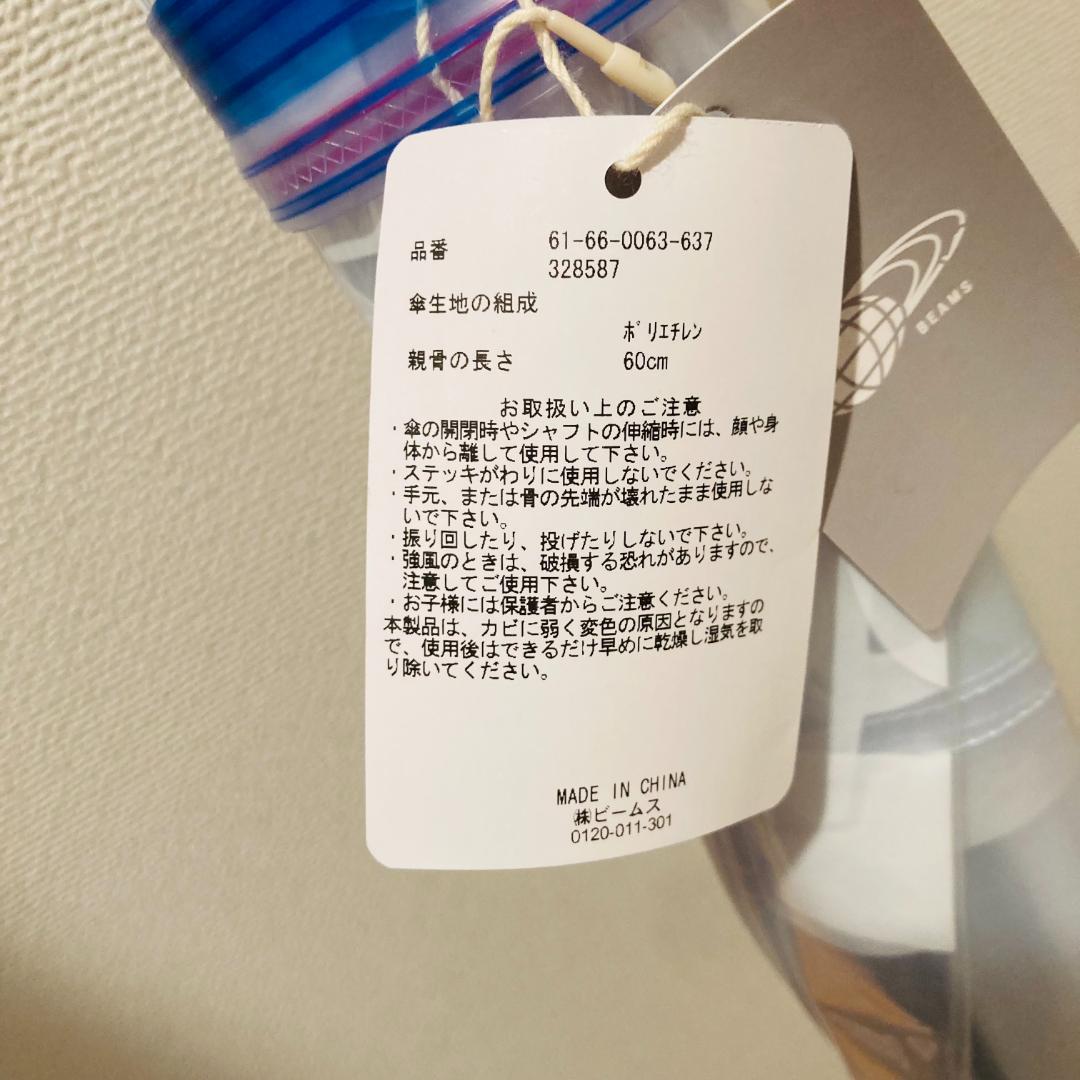 品番 61-66-0063-637
328587
傘生地の組成
ポリエチレン
親骨の長さ 60cm
お取扱い上のご注意
・傘の開閉時やシャフトの伸縮時には、顔や身
体から離して使用して下さい。
・ステッキがわりに使用しないでください。
・手元、または骨の先端が壊れたまま使用しな
いで下さい。
・振り回したり、投げたりしないで下さい。
・強風のときは、破損する恐れがありますので、
注意してご使用下さい。
・お子様には保護者からご注意ください。
本製品は、カビに弱く変色の原因となりますの
で、使用後はできるだけ早めに乾燥し湿気を取
り除いてください。
MADE IN CHINA
㈱ビームス
0120-011-301
BEAMS